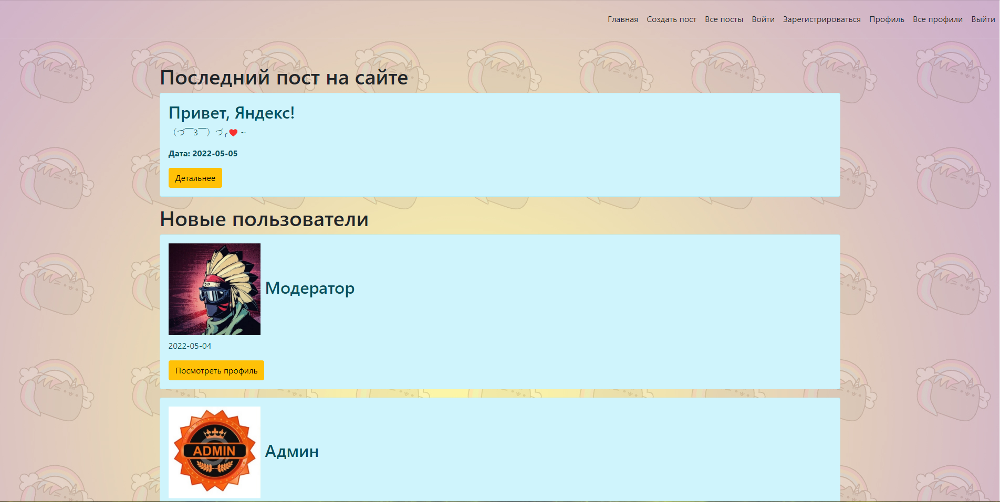 Главная Создать пост Все посты Войти Зарегистрироваться Профиль Все профили Выйти
Последний пост на сайте
Привет, Яндекс!
(づ￣3￣)づ╭❤️~
Дата: 2022-05-05
Детальнее
Новые пользователи
Модератор
2022-05-04
Посмотреть профиль
ADMIN
Админ